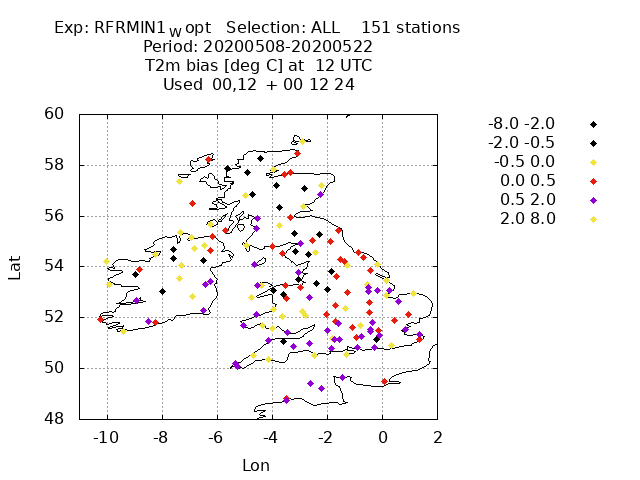 Exp: RFRMIN1_W opt Selection: ALL 151 stations
Period: 20200508-20200522
T2m bias [deg C] at 12 UTC
Used 00,12 + 00 12 24
60
58
56
54
52
50
48
Lat
-10 -8 -6 -4 -2 0 2
Lon
-8.0 -2.0
-2.0 -0.5
-0.5 0.0
0.0 0.5
0.5 2.0
2.0 8.0